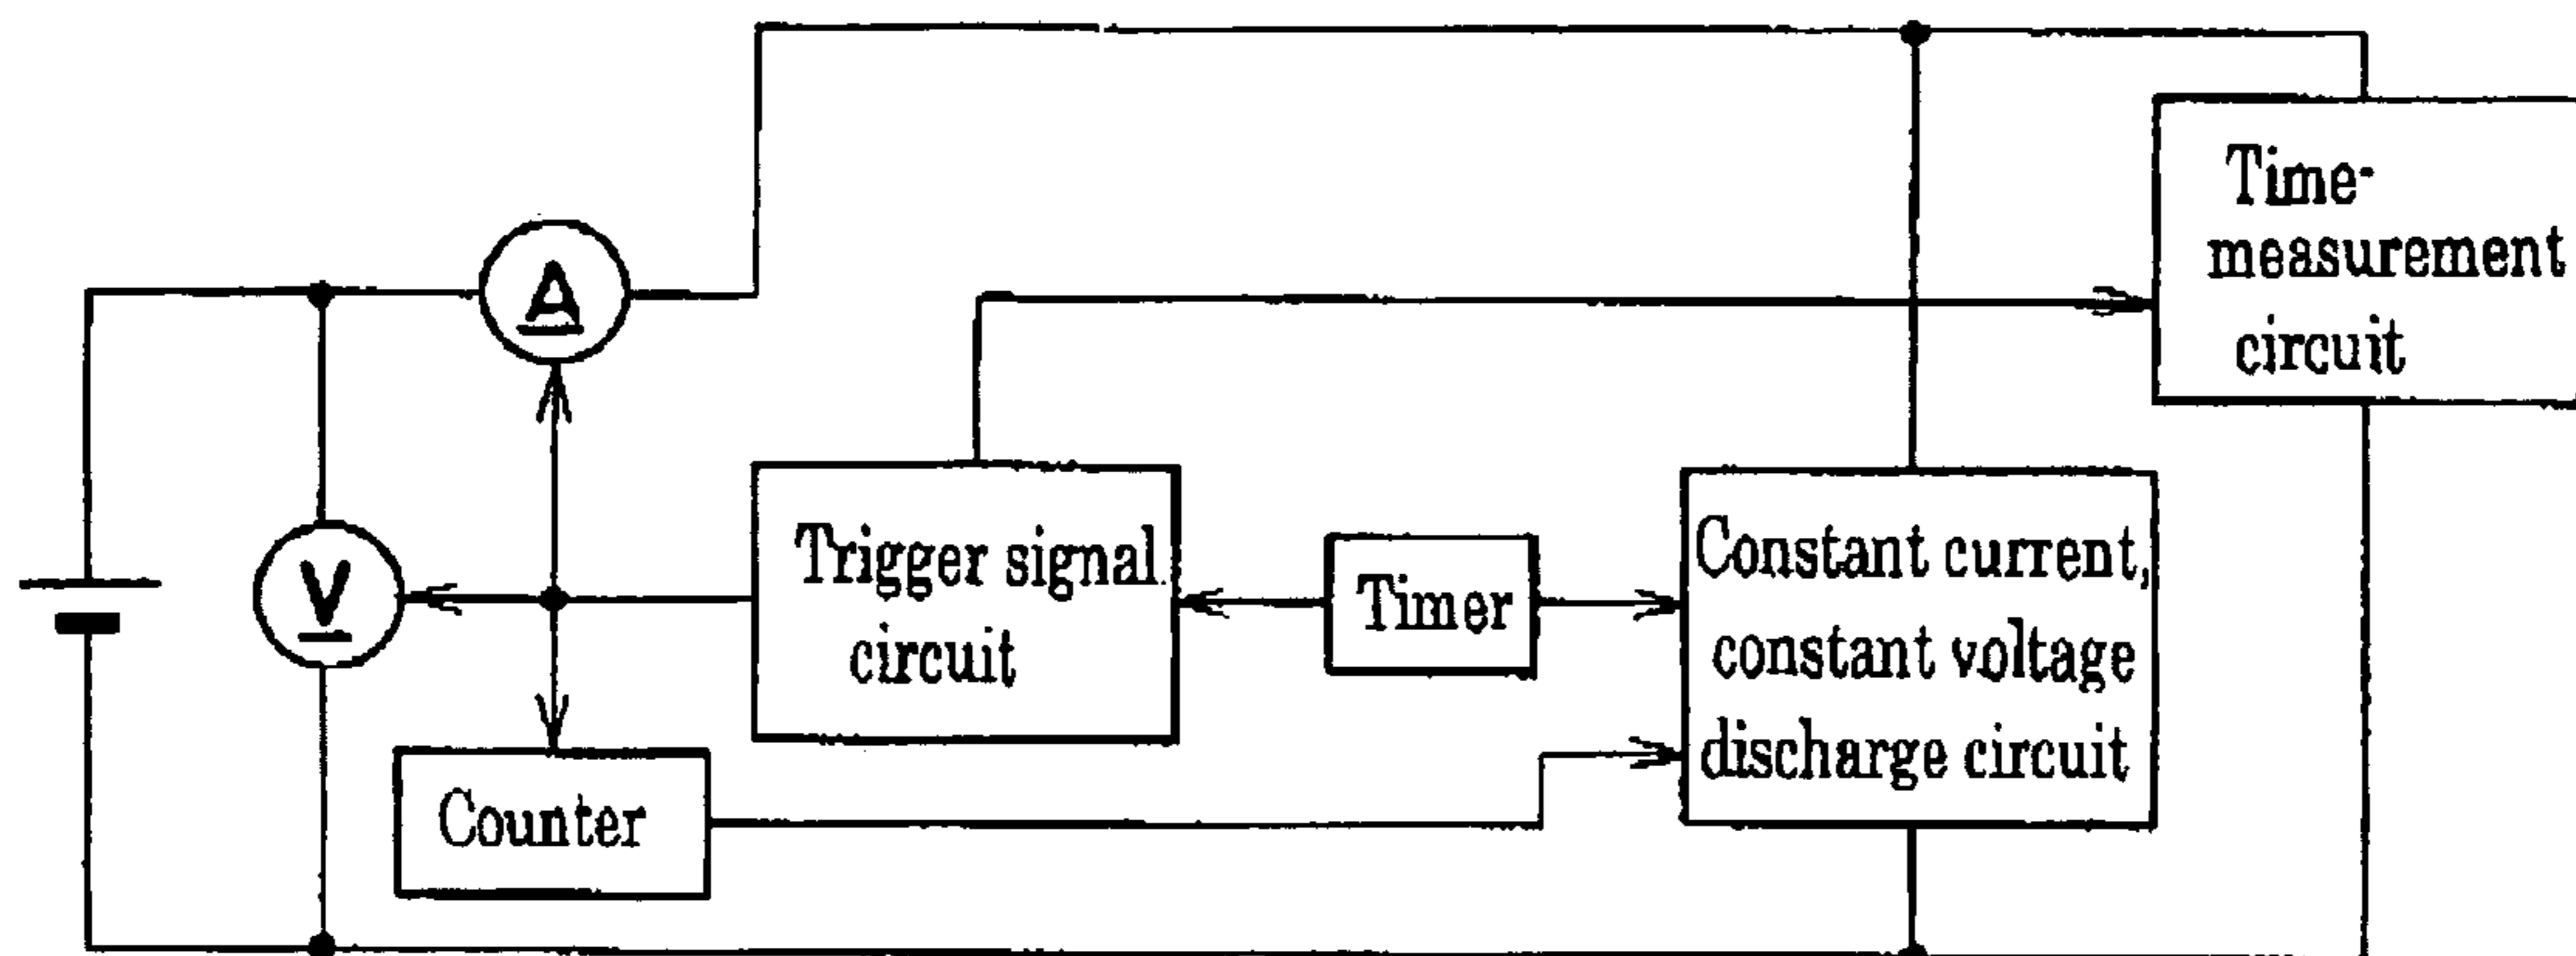 Time-
measurement
circuit
A
V
Trigger signal
circuit
Timer
Constant current,
constant voltage
discharge circuit
Counter